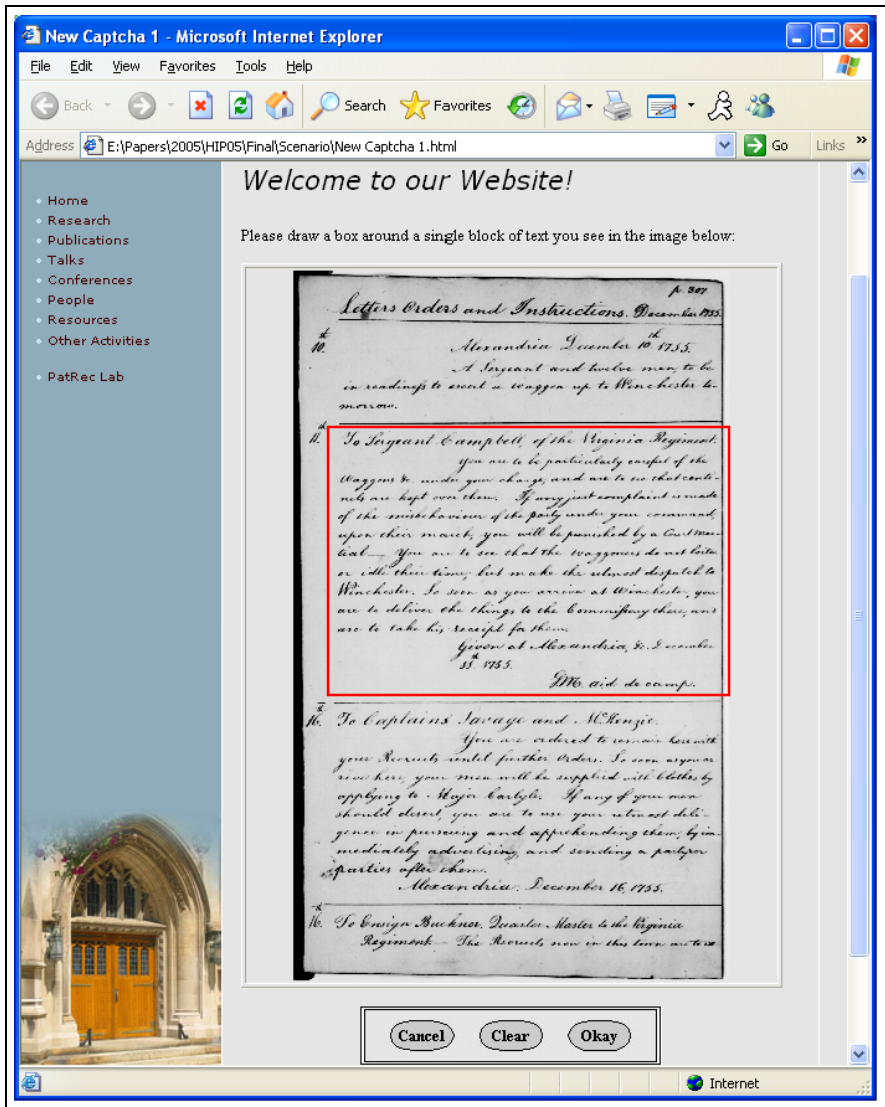 New Captcha 1 - Microsoft Internet Explorer
File Edit View Favorites Tools Help
Back Search Favorites
Address E:\Papers\2005\HIP05\Final\Scenario\New Captcha 1.html Go Links »
Home
Research
Publications
Talks
Conferences
People
Resources
Other Activities
PatRec Lab
Welcome to our Website!
Please draw a box around a single block of text you see in the image below:
p. 307
Letters Orders and Instructions. December 1755.
10. Alexandria December 10th 1755.
A Sergeant and twelve men, to be
in readiness to escort a waggon up to Winchester to-
morrow.
11. To Sergeant Campbell, of the Virginia Regiment.
You are to be particularly careful of the
Waggons &c. under your charge, and are to see that centi-
nels are kept over them. If any just complaint is made
of the misbehaviour of the party under your command,
upon their march, you will be punished by a Court mar-
tial — You are to see that the waggoners do not loiter
or idle their time; but make the utmost despatch to
Winchester. So soon as you arrive at Winchester, you
are to deliver the things to the Commissary there, and
are to take his receipt for them.
Given at Alexandria, &c. December
1755.
aid de camp.
16. To Captains Savage and McKenzie.
You are ordered to remain here with
your Recruits until further Orders. So soon as you ar
rive here, your men will be supplied with Clothes by
applying to Major Carlyle. If any of your men
should desert, you are to use your utmost deli-
gence in pursuing and apprehending them; by im-
mediately advertising, and sending a party or
parties after them.
Alexandria. December 16, 1755.
16. To Ensign Buckner. Quarter Master to the Virginia
Regiment — The Recruits now in this town are to be
Cancel Clear Okay
Internet